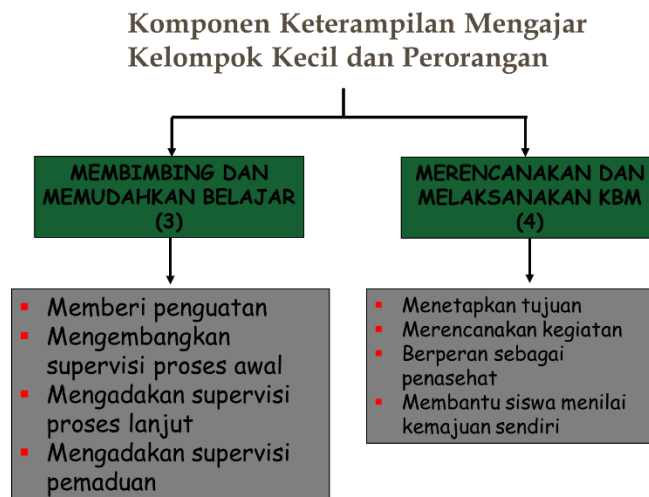 Komponen Keterampilan Mengajar
Kelompok Kecil dan Perorangan
MEMBIMBING DAN
MEMUDAHKAN BELAJAR
(3)
MERENCANAKAN DAN
MELAKSANAKAN KBM
(4)
▪ Memberi penguatan
▪ Mengembangkan
supervisi proses awal
▪ Mengadakan supervisi
proses lanjut
▪ Mengadakan supervisi
pemaduan
▪ Menetapkan tujuan
▪ Merencanakan kegiatan
▪ Berperan sebagai
penasehat
▪ Membantu siswa menilai
kemajuan sendiri